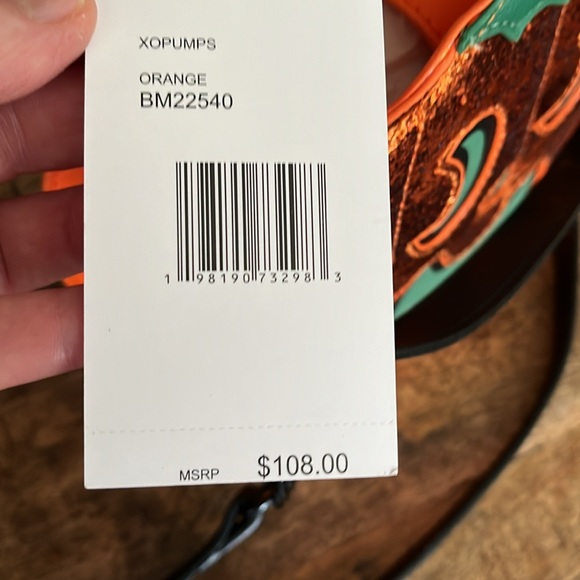 XOPUMPS
ORANGE
BM22540
1 98190 73298 3
MSRP $108.00